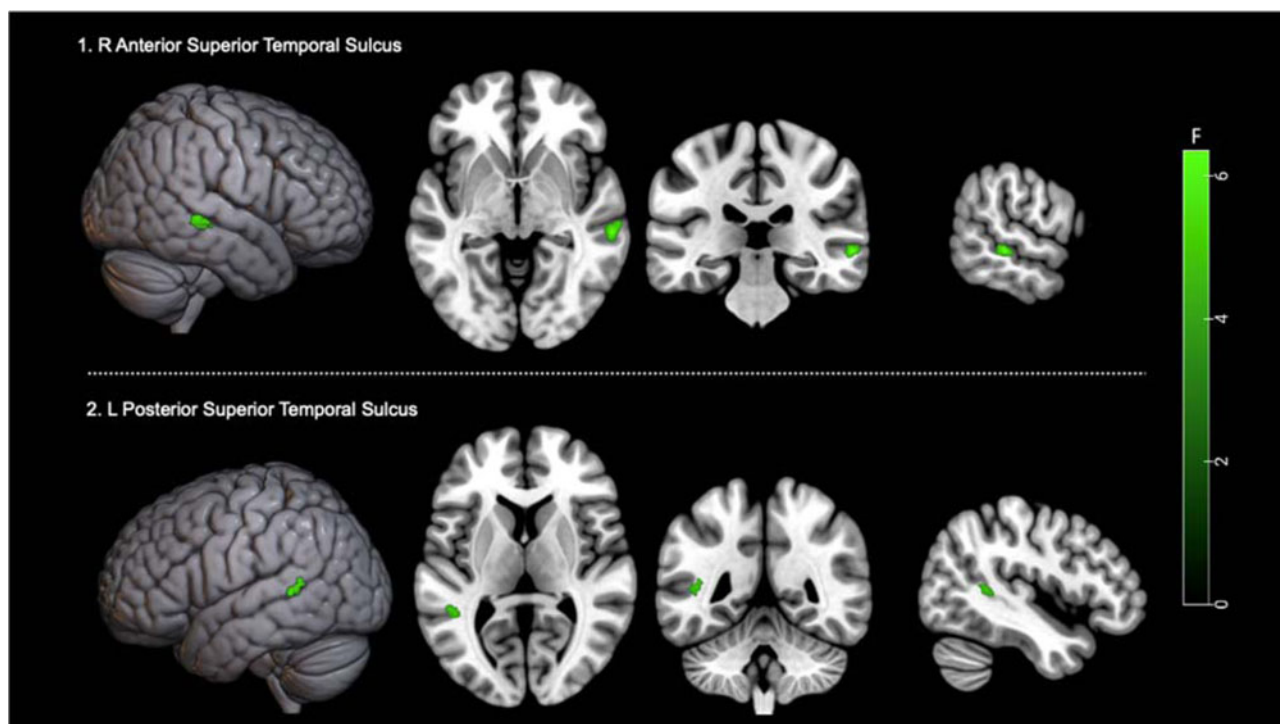 1. R Anterior Superior Temporal Sulcus
F
6
4
2
0
2. L Posterior Superior Temporal Sulcus